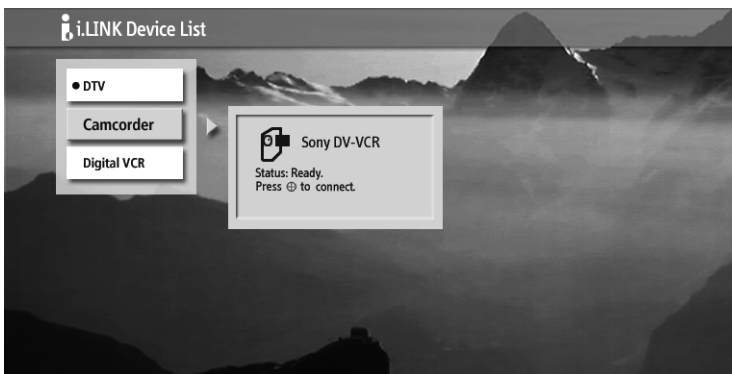 i.LINK Device List
● DTV
Camcorder
Digital VCR
Sony DV-VCR
Status: Ready.
Press ⊕ to connect.